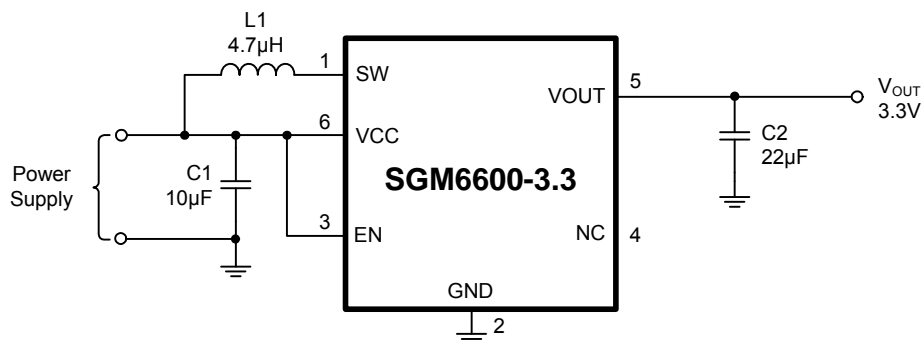 L1
4.7µH
1
SW
5
VOUT
V_OUT
3.3V
6
VCC
C1
10µF
C2
22µF
Power
Supply
SGM6600-3.3
3
EN
NC
4
GND
2